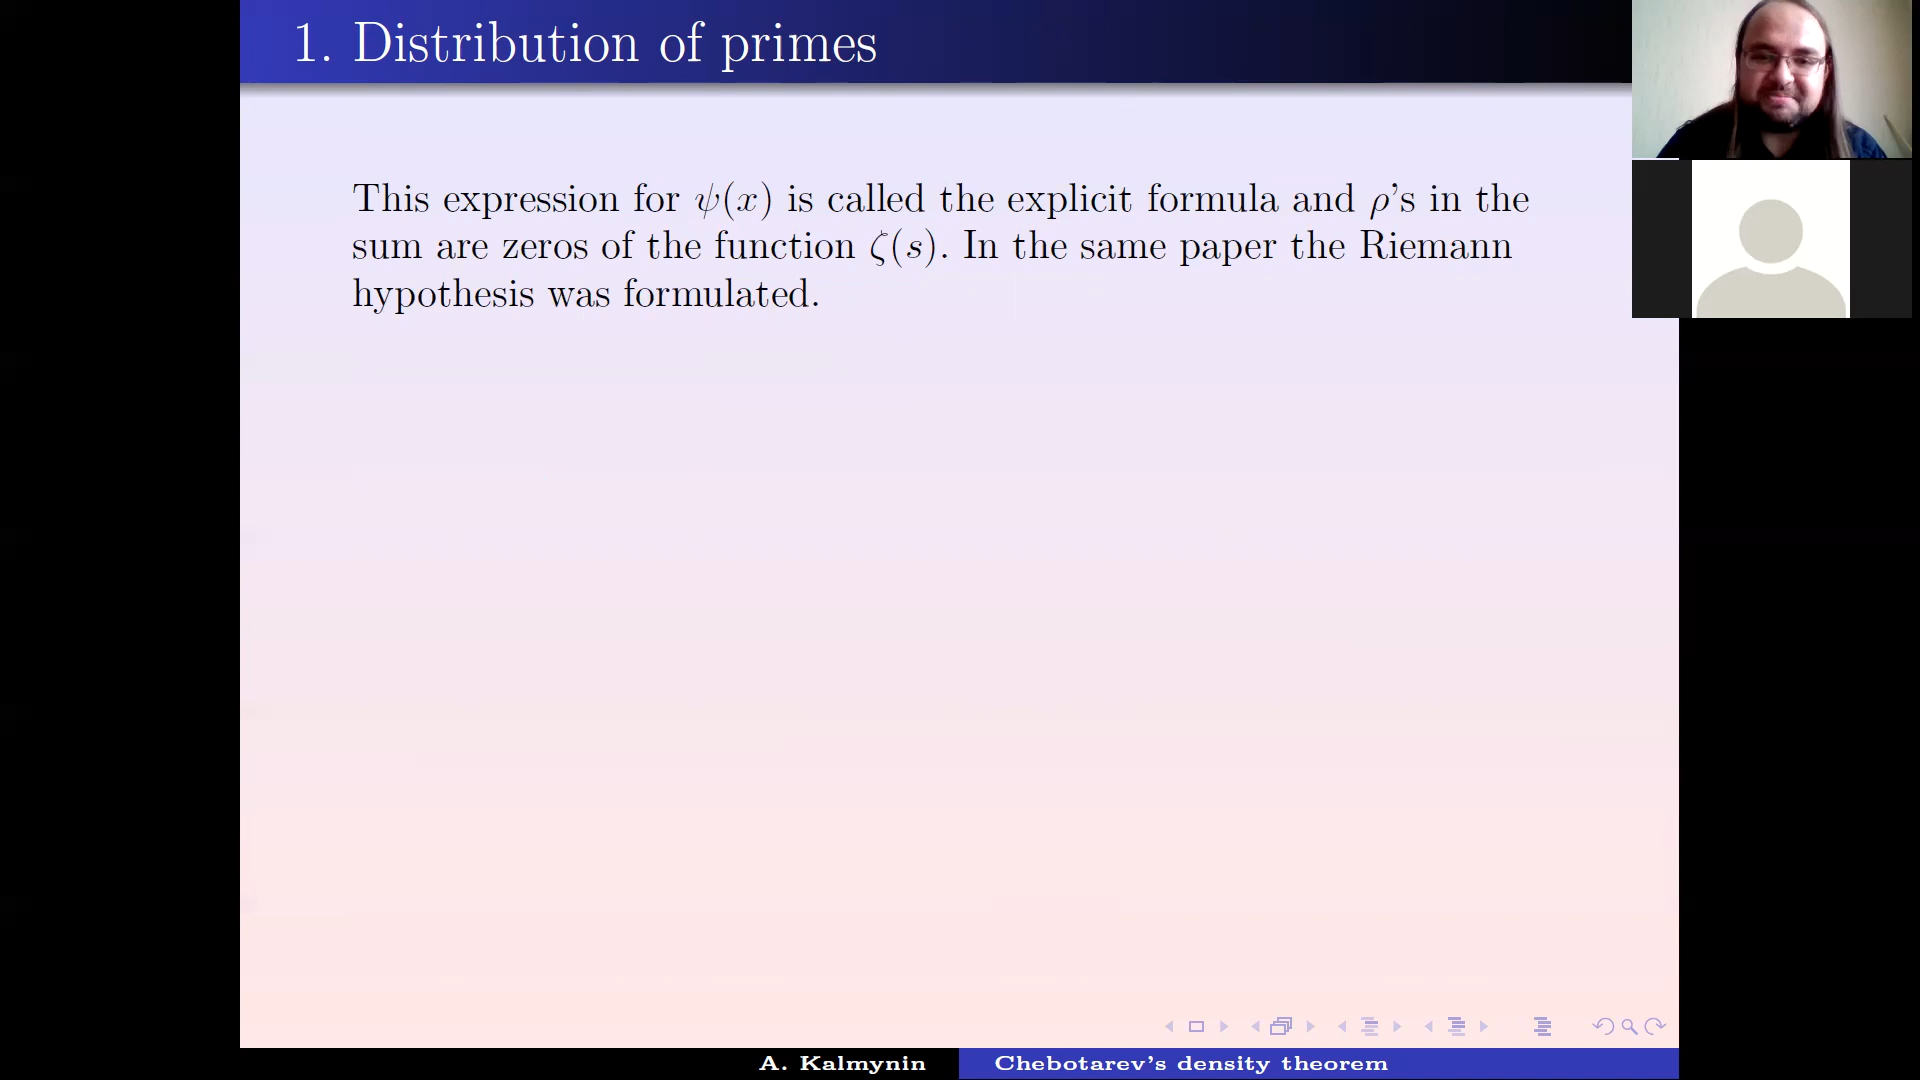 1. Distribution of primes
This expression for ψ(x) is called the explicit formula and ρ's in the
sum are zeros of the function ζ(s). In the same paper the Riemann
hypothesis was formulated.
A. Kalmynin
Chebotarev's density theorem